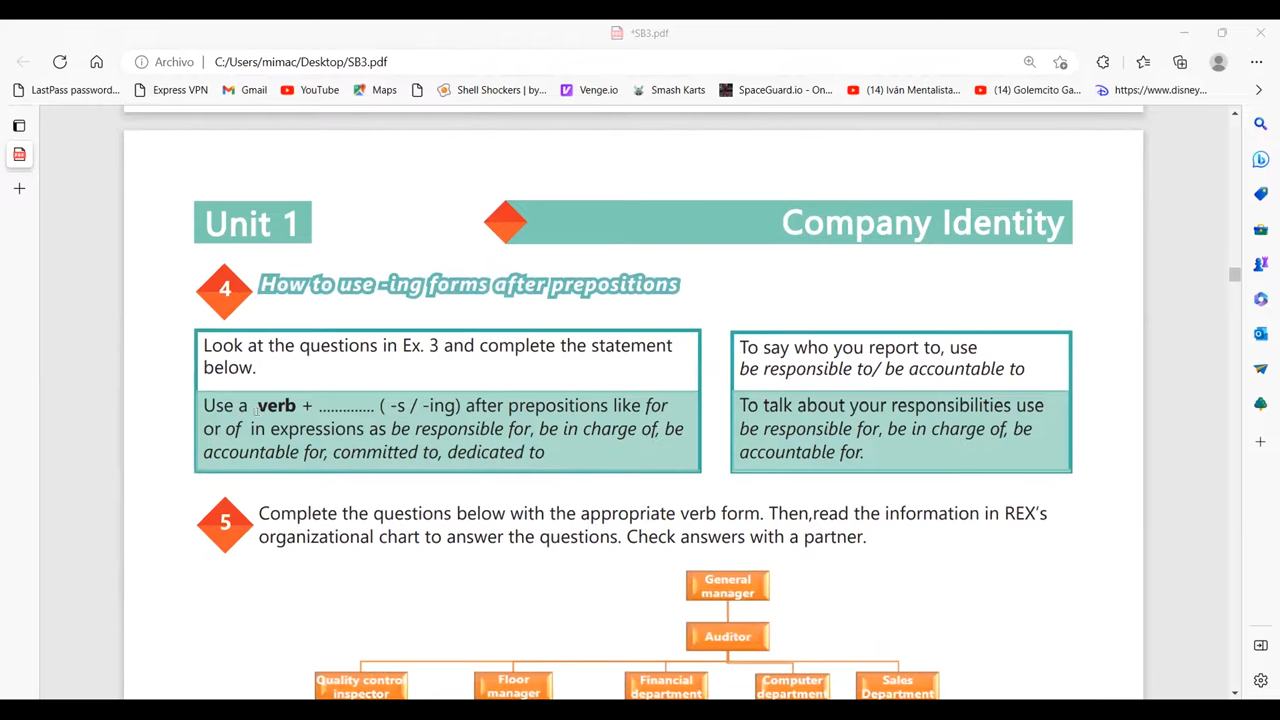 *SB3.pdf
Archivo C:/Users/mimac/Desktop/SB3.pdf
LastPass password... Express VPN Gmail YouTube Maps Shell Shockers | by... Venge.io Smash Karts SpaceGuard.io - On... (14) Iván Mentalista... (14) Golemcito Ga... https://www.disney...
Unit 1
Company Identity
4 How to use -ing forms after prepositions
Look at the questions in Ex. 3 and complete the statement
below.
Use a verb + .............. ( -s / -ing) after prepositions like for
or of in expressions as be responsible for, be in charge of, be
accountable for, committed to, dedicated to
To say who you report to, use
be responsible to/ be accountable to
To talk about your responsibilities use
be responsible for, be in charge of, be
accountable for.
5 Complete the questions below with the appropriate verb form. Then,read the information in REX's
organizational chart to answer the questions. Check answers with a partner.
General
manager
Auditor
Quality control
inspector
Floor
manager
Financial
department
Computer
department
Sales
Department